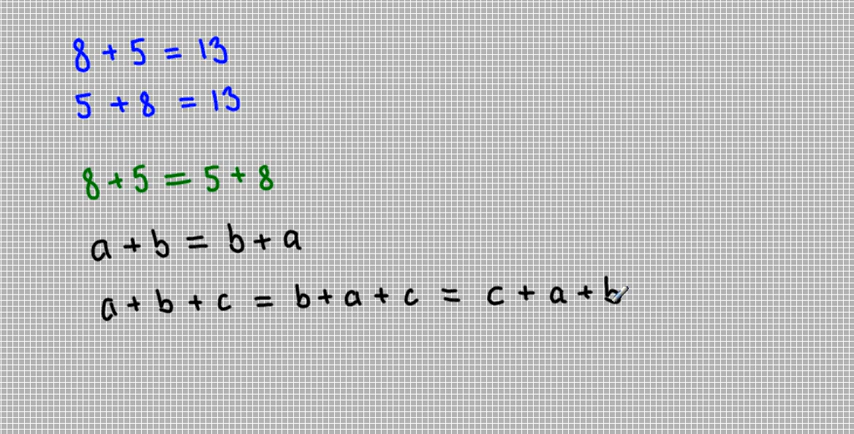 8 + 5 = 13
5 + 8 = 13
8 + 5 = 5 + 8
a + b = b + a
a + b + c = b + a + c = c + a + b